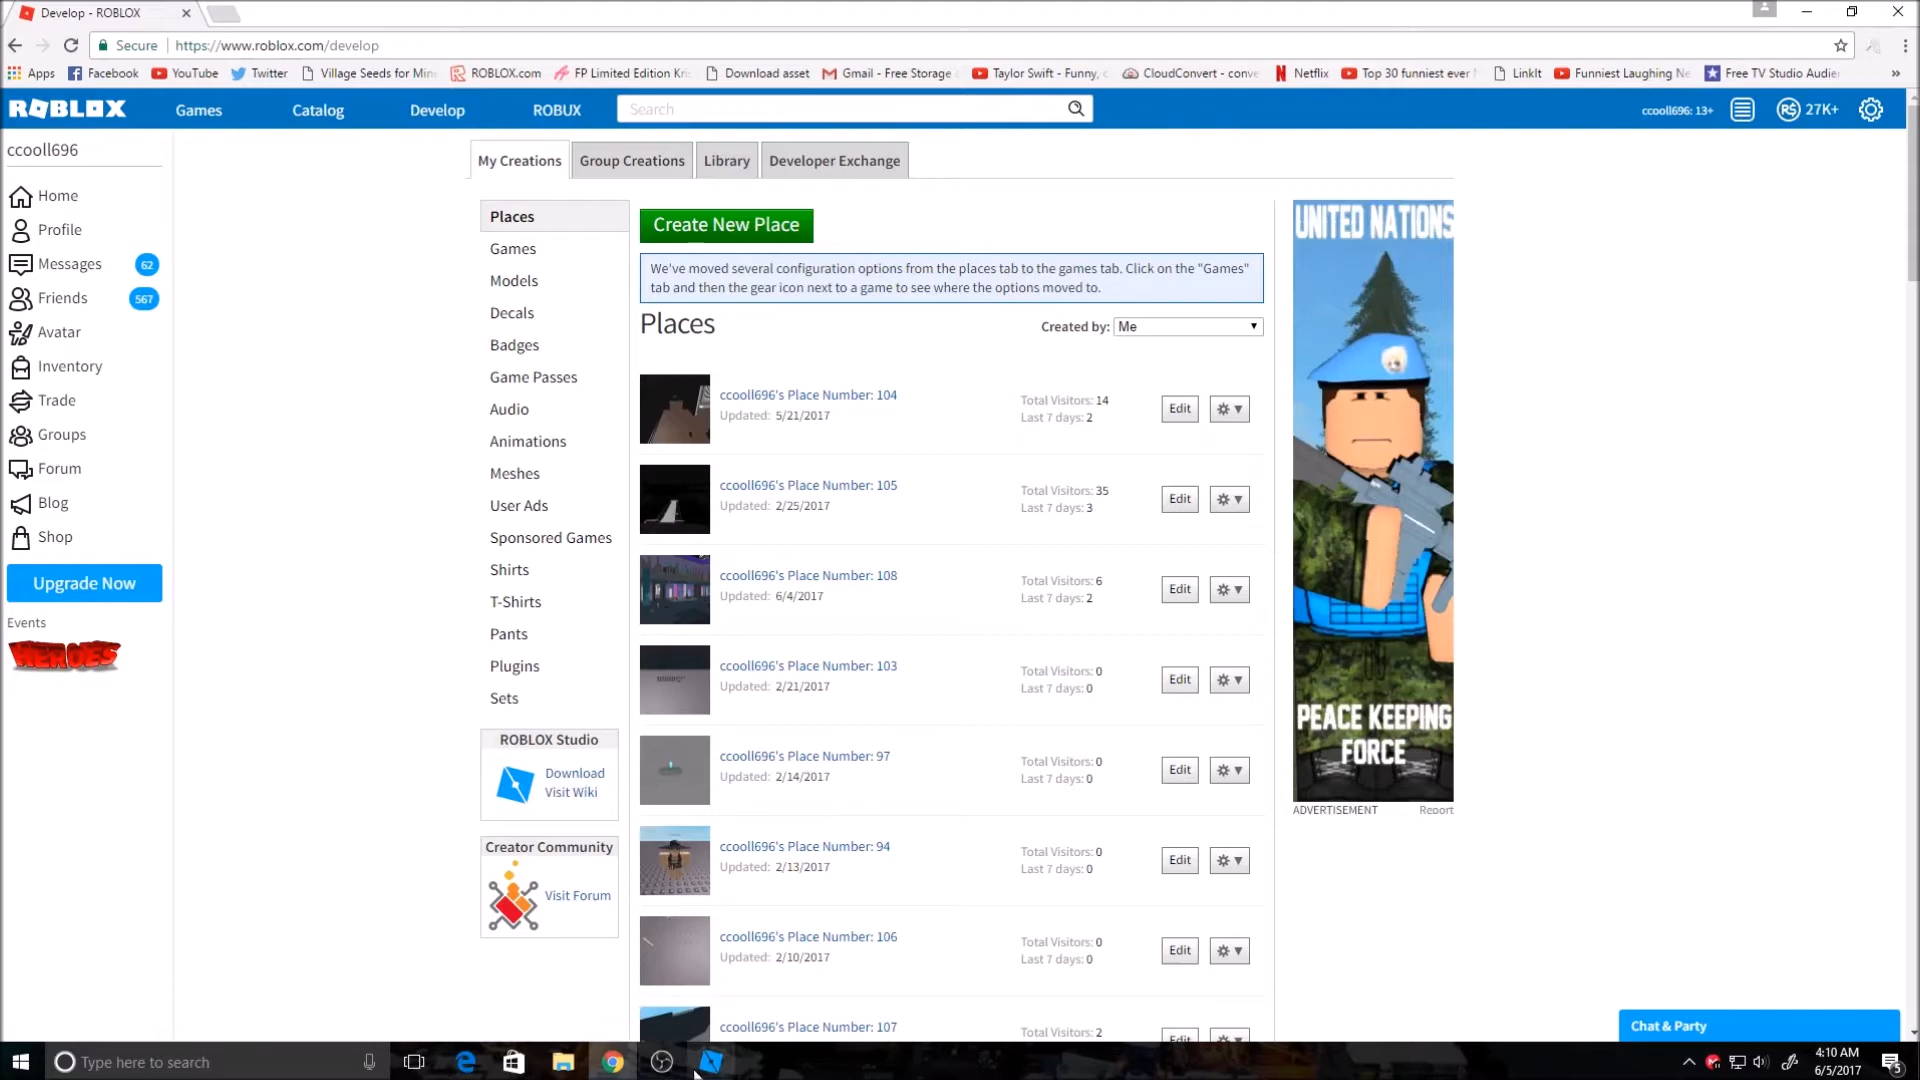 Develop - ROBLOX
Secure | https://www.roblox.com/develop
Apps Facebook YouTube Twitter Village Seeds for Min ROBLOX.com FP Limited Edition Kri Download asset Gmail - Free Storage Taylor Swift - Funny, c CloudConvert - conve Netflix Top 30 funniest ever LinkIt Funniest Laughing Ne Free TV Studio Audie »
ROBLOX Games Catalog Develop ROBUX Search ccooll696: 13+ R$ 27K+
ccooll696
Home
Profile
Messages 62
Friends 567
Avatar
Inventory
Trade
Groups
Forum
Blog
Shop
Upgrade Now
Events
HEROES
My Creations Group Creations Library Developer Exchange
Places
Games
Models
Decals
Badges
Game Passes
Audio
Animations
Meshes
User Ads
Sponsored Games
Shirts
T-Shirts
Pants
Plugins
Sets
ROBLOX Studio
Download
Visit Wiki
Creator Community
Visit Forum
Create New Place
We've moved several configuration options from the places tab to the games tab. Click on the "Games"
tab and then the gear icon next to a game to see where the options moved to.
Places Created by: Me
ccooll696's Place Number: 104 Total Visitors: 14
Updated: 5/21/2017 Last 7 days: 2 Edit
ccooll696's Place Number: 105 Total Visitors: 35
Updated: 2/25/2017 Last 7 days: 3 Edit
ccooll696's Place Number: 108 Total Visitors: 6
Updated: 6/4/2017 Last 7 days: 2 Edit
ccooll696's Place Number: 103 Total Visitors: 0
Updated: 2/21/2017 Last 7 days: 0 Edit
ccooll696's Place Number: 97 Total Visitors: 0
Updated: 2/14/2017 Last 7 days: 0 Edit
ccooll696's Place Number: 94 Total Visitors: 0
Updated: 2/13/2017 Last 7 days: 0 Edit
ccooll696's Place Number: 106 Total Visitors: 0
Updated: 2/10/2017 Last 7 days: 0 Edit
ccooll696's Place Number: 107 Total Visitors: 2
Edit
UNITED NATIONS
PEACE KEEPING
FORCE
ADVERTISEMENT Report
Chat & Party
Type here to search
4:10 AM
6/5/2017
5